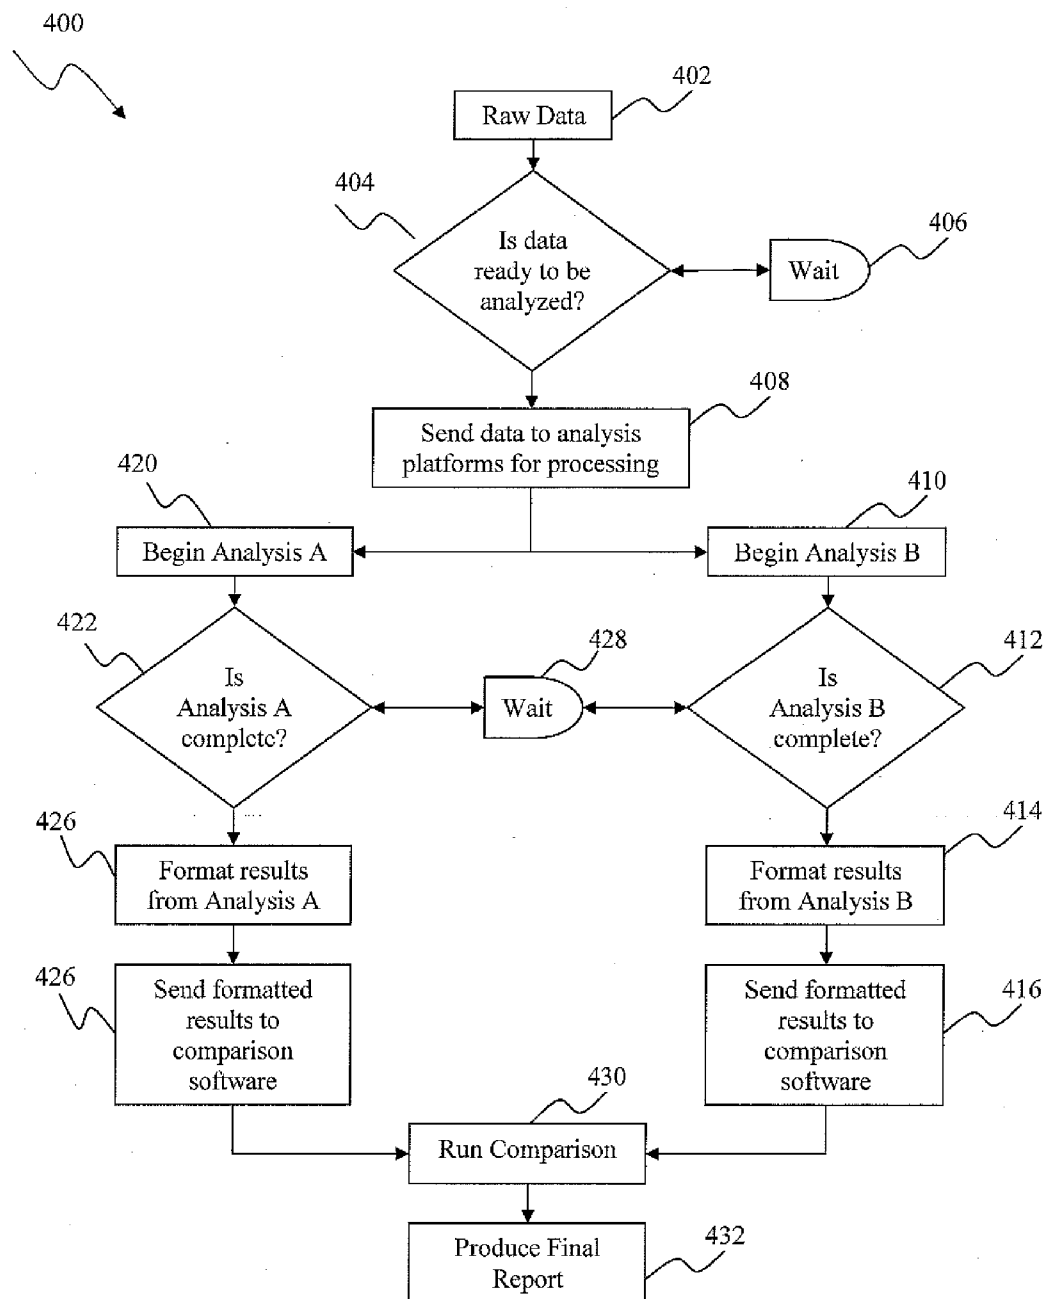 400
402
Raw Data
404
Is data
ready to be
analyzed?
406
Wait
408
Send data to analysis
platforms for processing
420
Begin Analysis A
410
Begin Analysis B
422
Is
Analysis A
complete?
428
Wait
412
Is
Analysis B
complete?
426
Format results
from Analysis A
414
Format results
from Analysis B
426
Send formatted
results to
comparison
software
416
Send formatted
results to
comparison
software
430
Run Comparison
432
Produce Final
Report